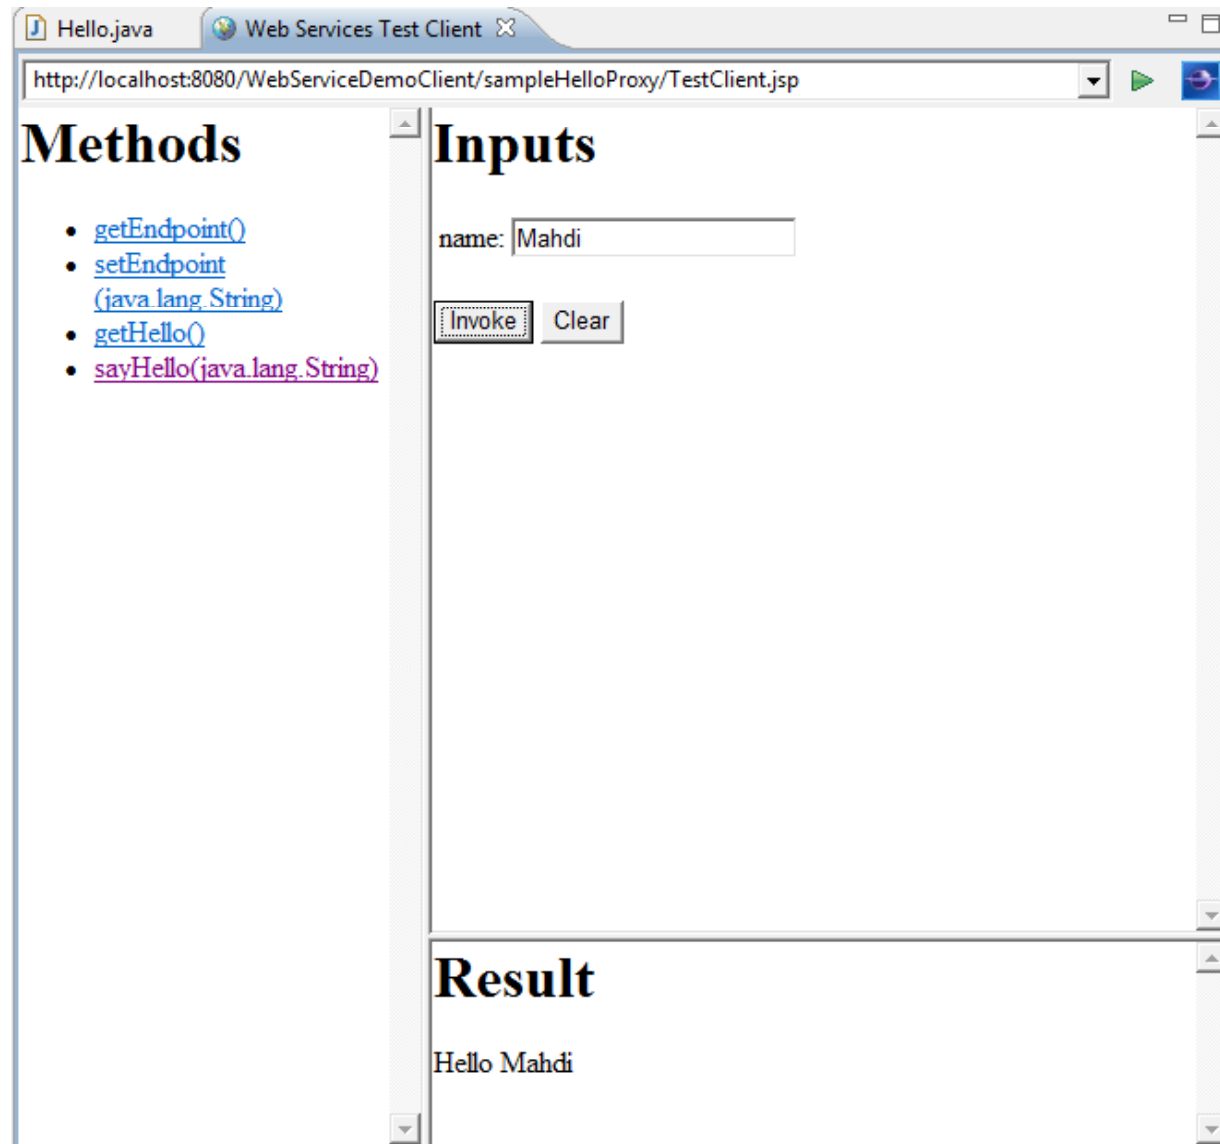 Hello.java
Web Services Test Client
http://localhost:8080/WebServiceDemoClient/sampleHelloProxy/TestClient.jsp
Methods
getEndpoint()
setEndpoint
(java.lang.String)
getHello()
sayHello(java.lang.String)
Inputs
name: Mahdi
Invoke Clear
Result
Hello Mahdi